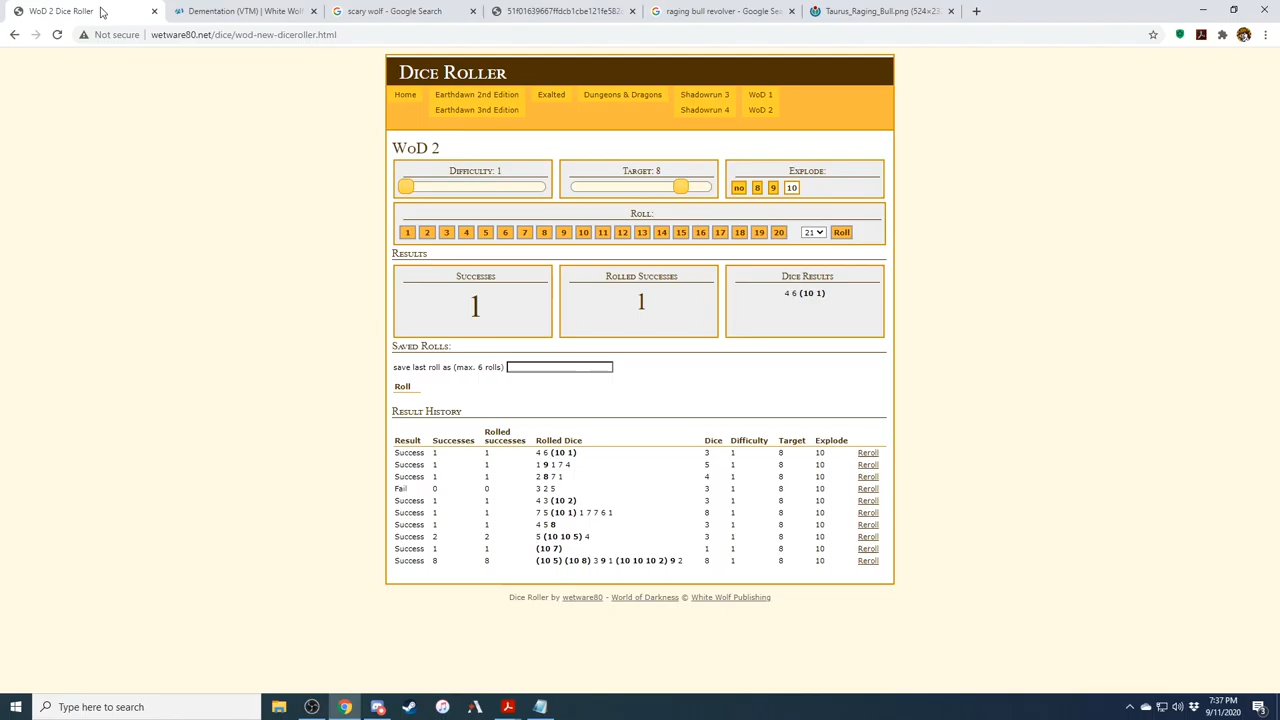 WoD 2 Dice Roller
Dementation (VTM) | White Wolf
scary wolf - Google Search
51f01639667ffdcb1cbe121fe582
raging bull revolver - Google Sea
Taurus_Raging_Bull.png (524×23
Not secure | wetware80.net/dice/wod-new-diceroller.html
Dice Roller
Home Earthdawn 2nd Edition Exalted Dungeons & Dragons Shadowrun 3 WoD 1
Earthdawn 3nd Edition Shadowrun 4 WoD 2
WoD 2
Difficulty: 1 Target: 8 Explode:
no 8 9 10
Roll:
1 2 3 4 5 6 7 8 9 10 11 12 13 14 15 16 17 18 19 20 21 Roll
Results
Successes Rolled Successes Dice Results
1 1 4 6 (10 1)
Saved Rolls:
save last roll as (max. 6 rolls)
Roll
Result History
Result Successes Rolled successes Rolled Dice Dice Difficulty Target Explode
Success 1 1 4 6 (10 1) 3 1 8 10 Reroll
Success 1 1 1 9 1 7 4 5 1 8 10 Reroll
Success 1 1 2 8 7 1 4 1 8 10 Reroll
Fail 0 0 3 2 5 3 1 8 10 Reroll
Success 1 1 4 3 (10 2) 3 1 8 10 Reroll
Success 1 1 7 5 (10 1) 1 7 7 6 1 8 1 8 10 Reroll
Success 1 1 4 5 8 3 1 8 10 Reroll
Success 2 2 5 (10 10 5) 4 3 1 8 10 Reroll
Success 1 1 (10 7) 1 1 8 10 Reroll
Success 8 8 (10 5) (10 8) 3 9 1 (10 10 10 2) 9 2 8 1 8 10 Reroll
Dice Roller by wetware80 - World of Darkness © White Wolf Publishing
Type here to search
7:37 PM
9/11/2020
3